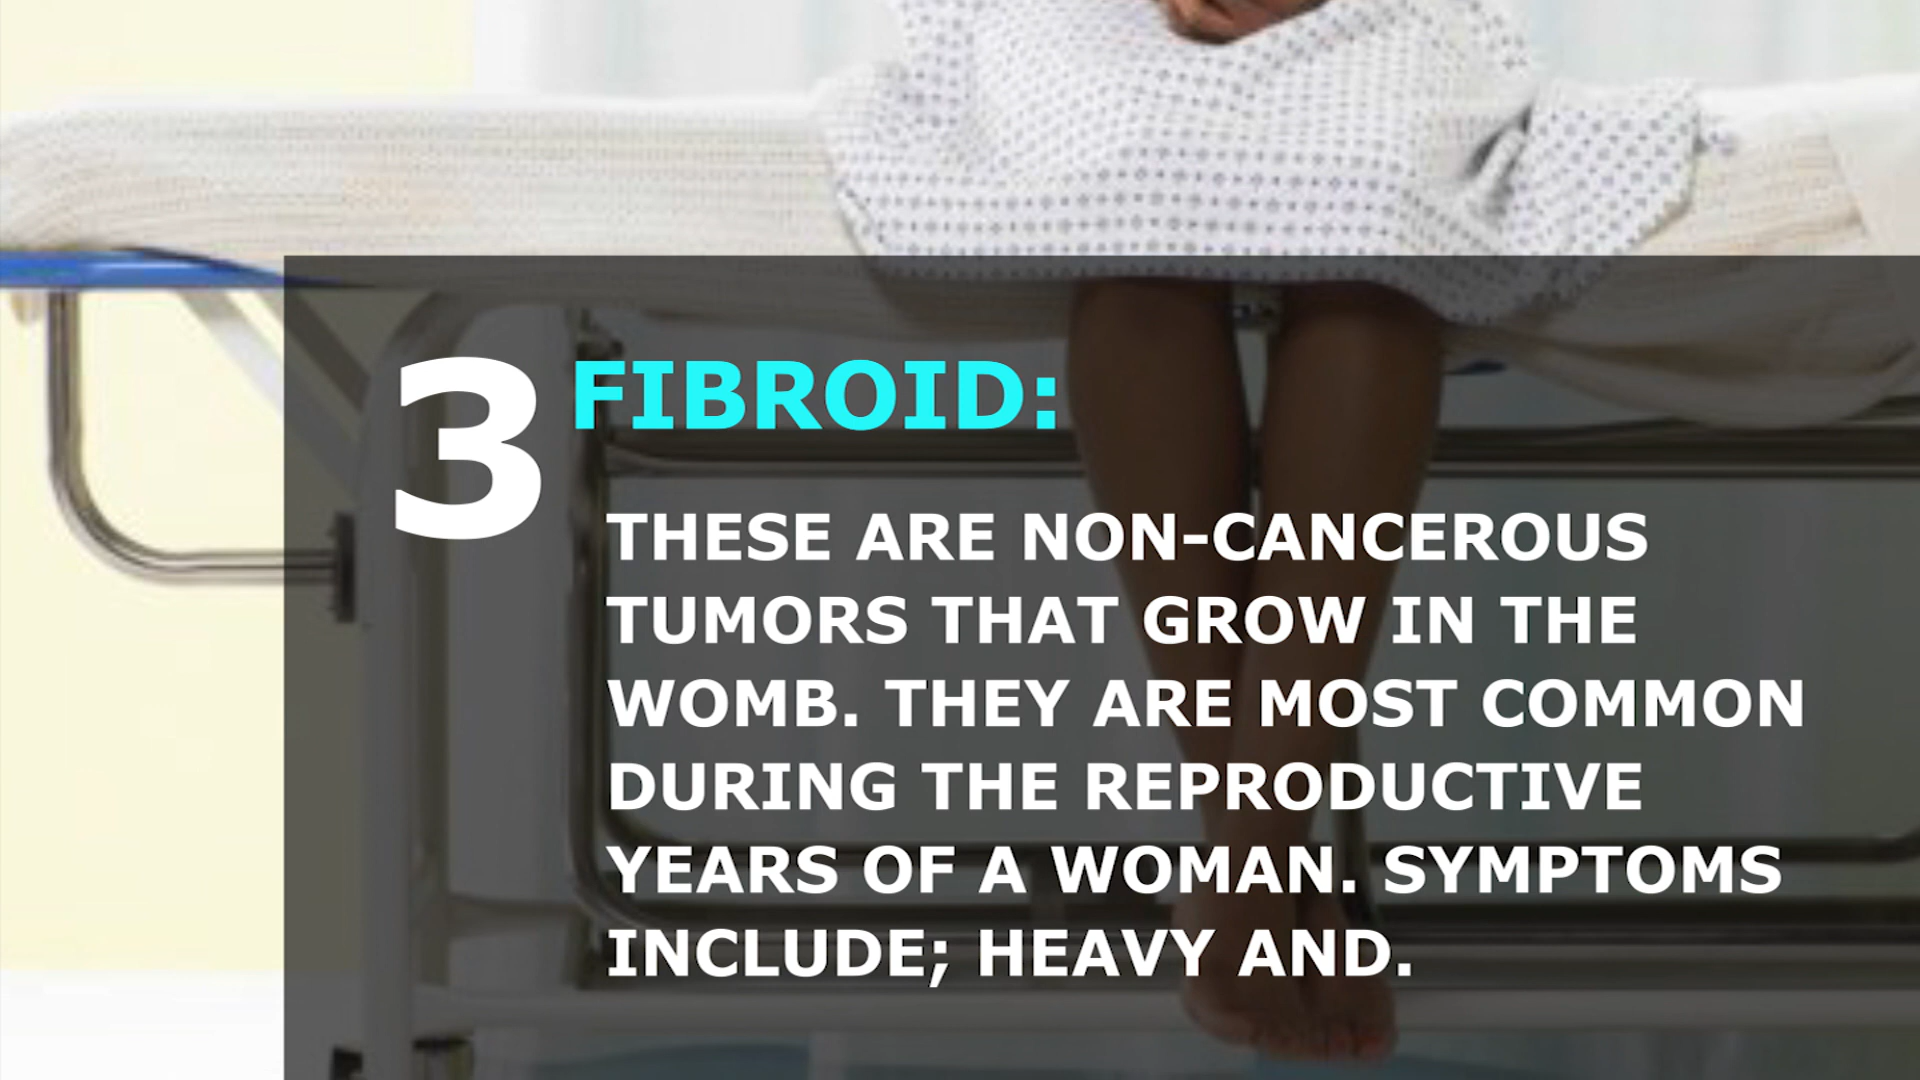 3 FIBROID:
THESE ARE NON-CANCEROUS
TUMORS THAT GROW IN THE
WOMB. THEY ARE MOST COMMON
DURING THE REPRODUCTIVE
YEARS OF A WOMAN. SYMPTOMS
INCLUDE; HEAVY AND.